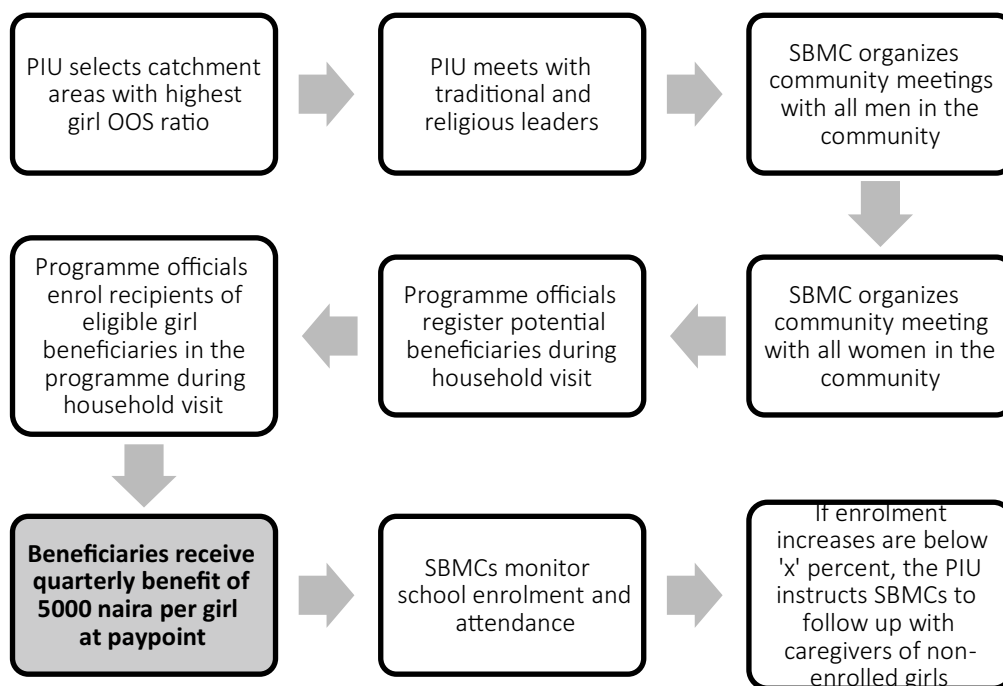 PIU selects catchment
areas with highest
girl OOS ratio
PIU meets with
traditional and
religious leaders
SBMC organizes
community meetings
with all men in the
community
SBMC organizes
community meeting
with all women in the
community
Programme officials
register potential
beneficiaries during
household visit
Programme officials
enrol recipients of
eligible girl
beneficiaries in the
programme during
household visit
Beneficiaries receive
quarterly benefit of
5000 naira per girl
at paypoint
SBMCs monitor
school enrolment and
attendance
If enrolment
increases are below
'x' percent, the PIU
instructs SBMCs to
follow up with
caregivers of non-
enrolled girls